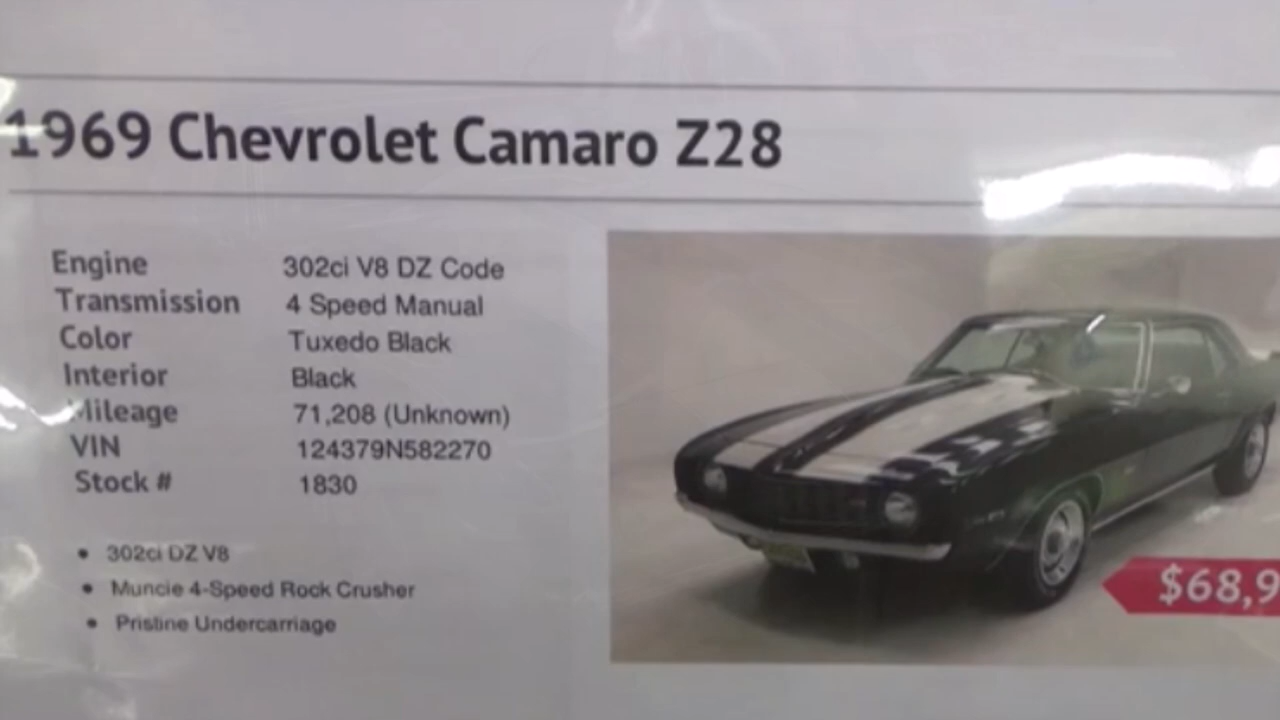 1969 Chevrolet Camaro Z28
Engine 302ci V8 DZ Code
Transmission 4 Speed Manual
Color Tuxedo Black
Interior Black
Mileage 71,208 (Unknown)
VIN 124379N582270
Stock # 1830
• 302ci DZ V8
• Muncie 4-Speed Rock Crusher
• Pristine Undercarriage
$68,9